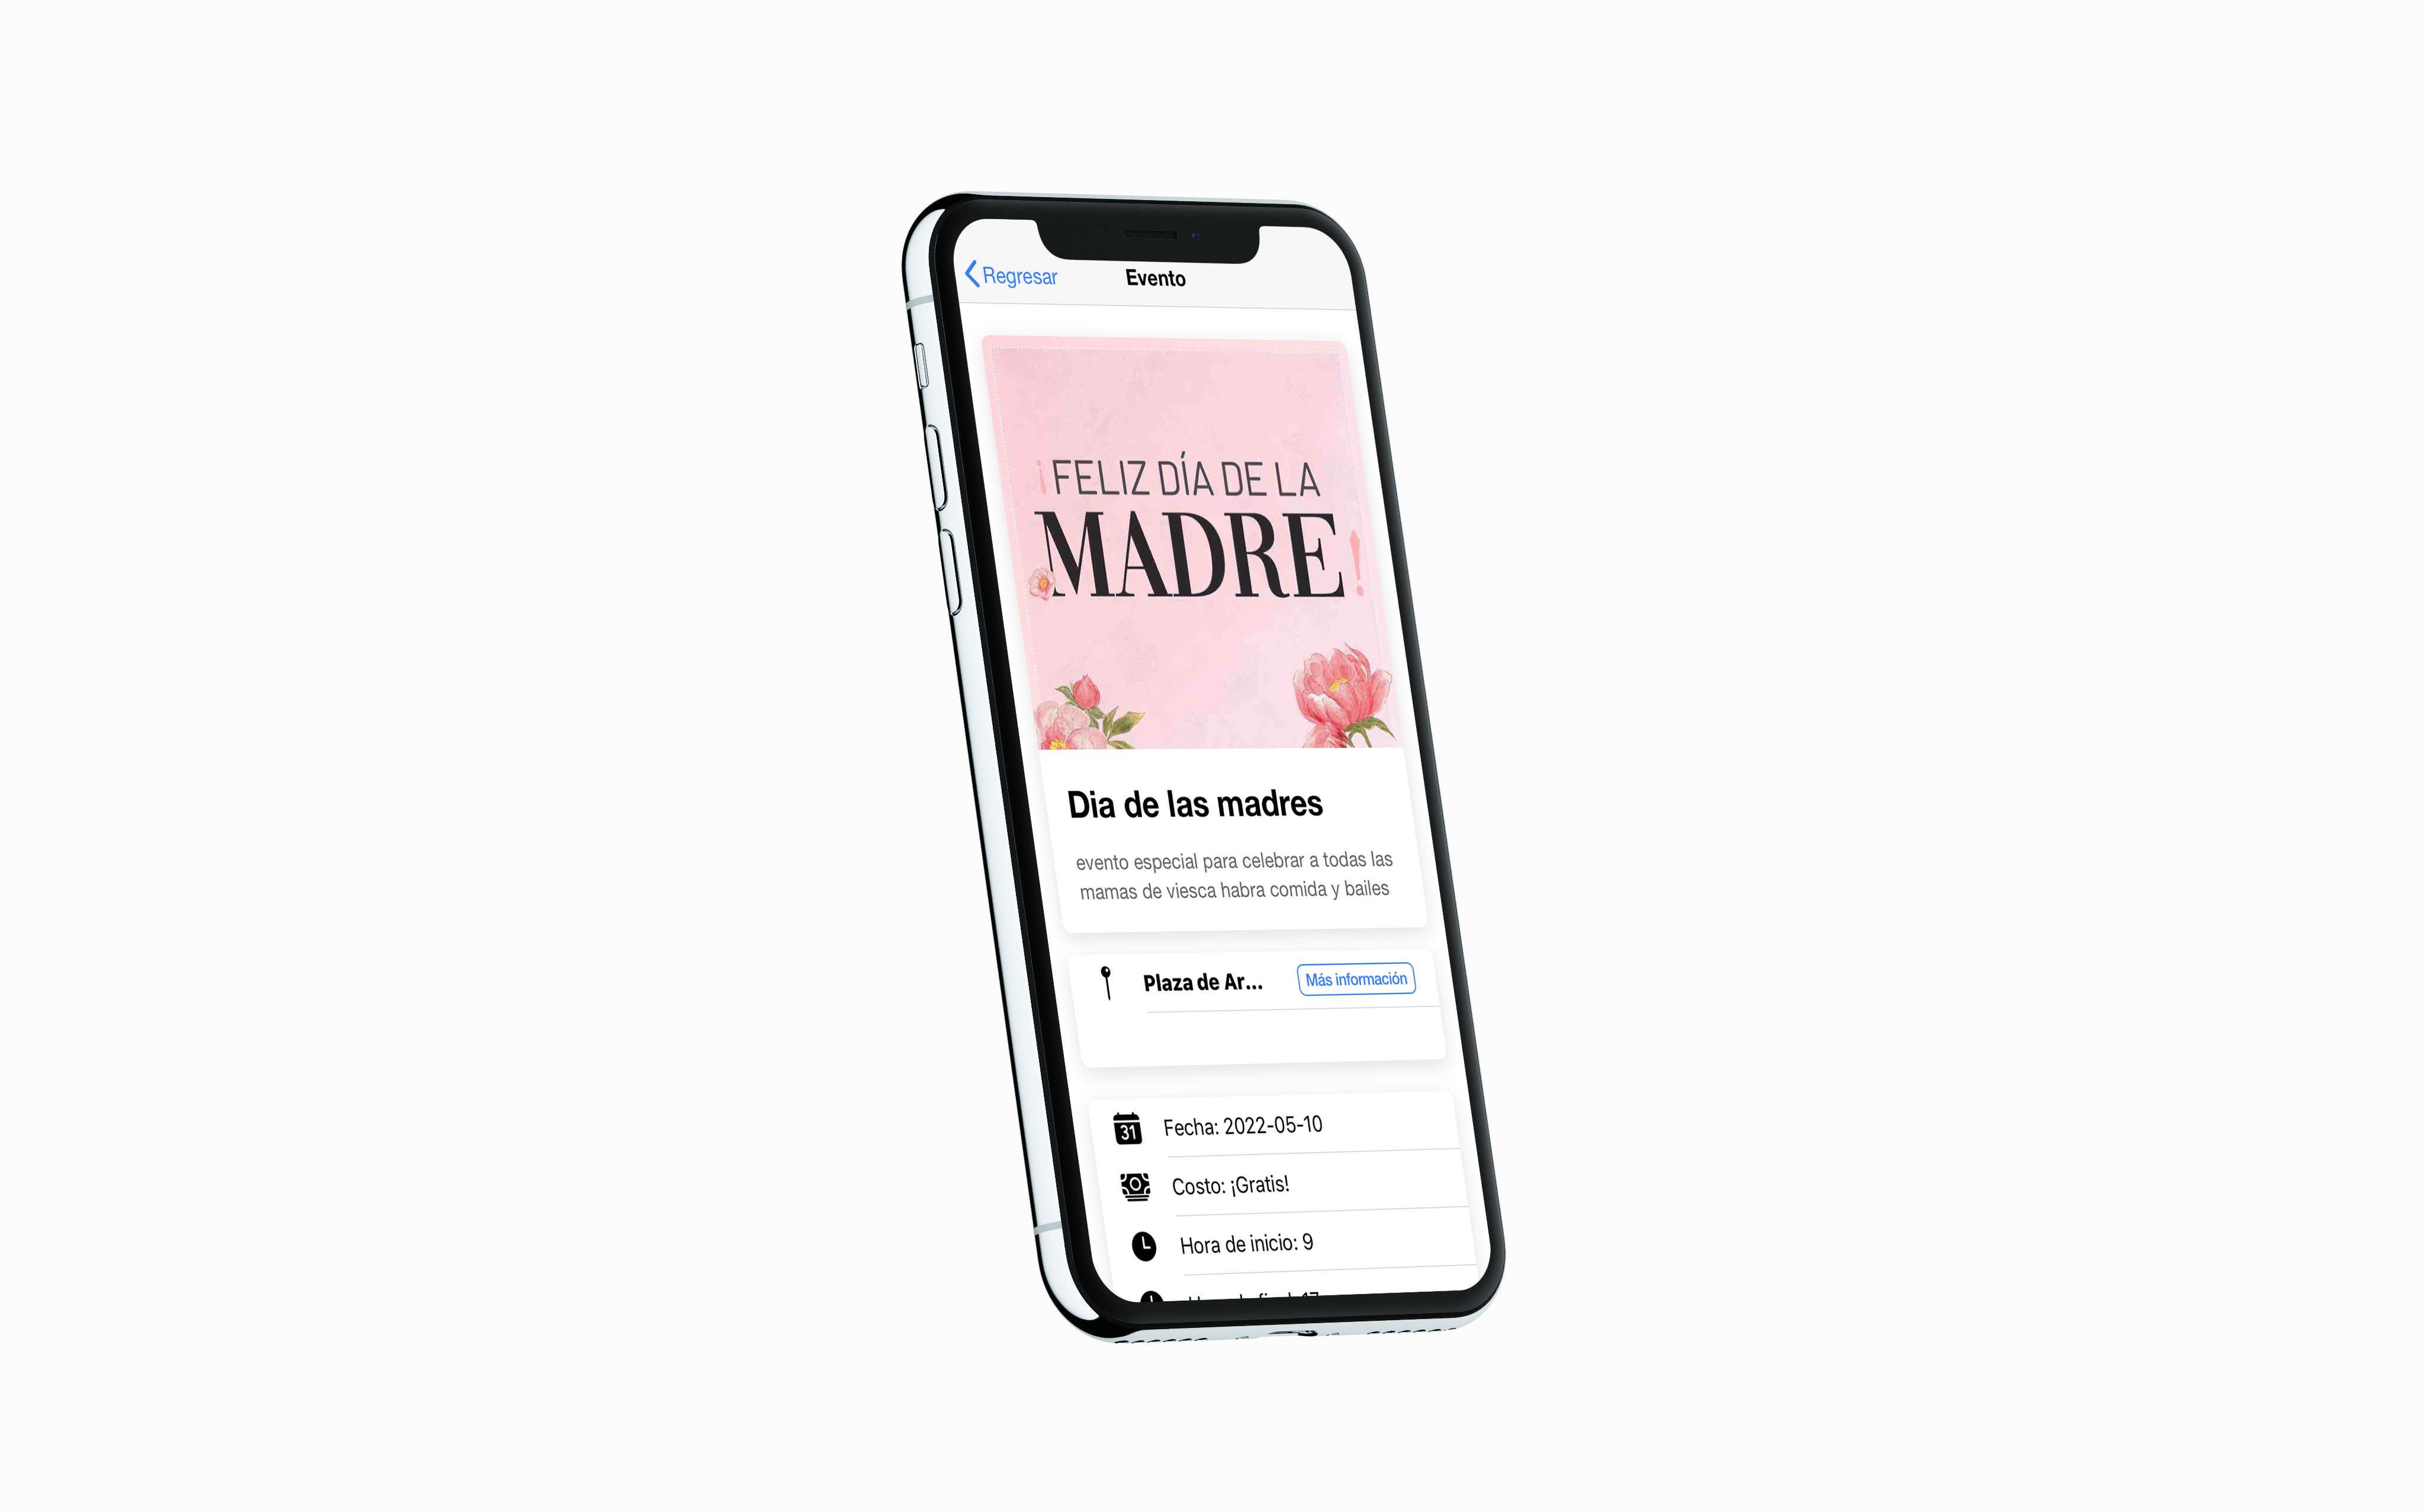 Regresar
Evento
¡FELIZ DÍA DE LA
MADRE!
Dia de las madres
evento especial para celebrar a todas las
mamas de viesca habra comida y bailes
Plaza de Ar...
Más información
31
Fecha: 2022-05-10
Costo: ¡Gratis!
Hora de inicio: 9